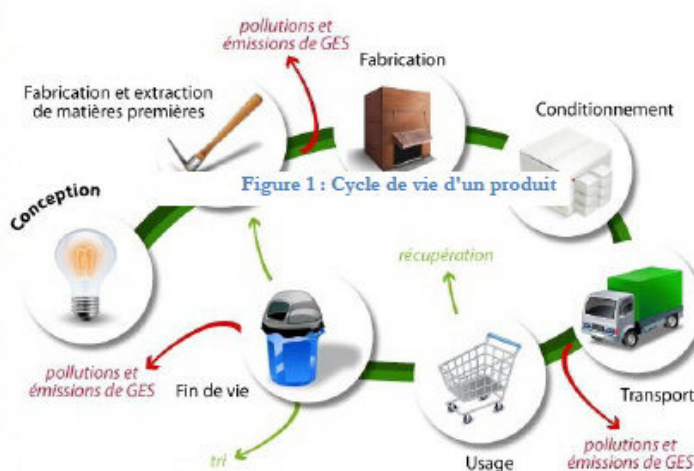 pollutions et
émissions de GES
Fabrication
Fabrication et extraction
de matières premières
Conditionnement
Figure 1 : Cycle de vie d'un produit
Conception
récupération
pollutions et
émissions de GES
Fin de vie
Transport
tri
Usage
pollutions et
émissions de GES